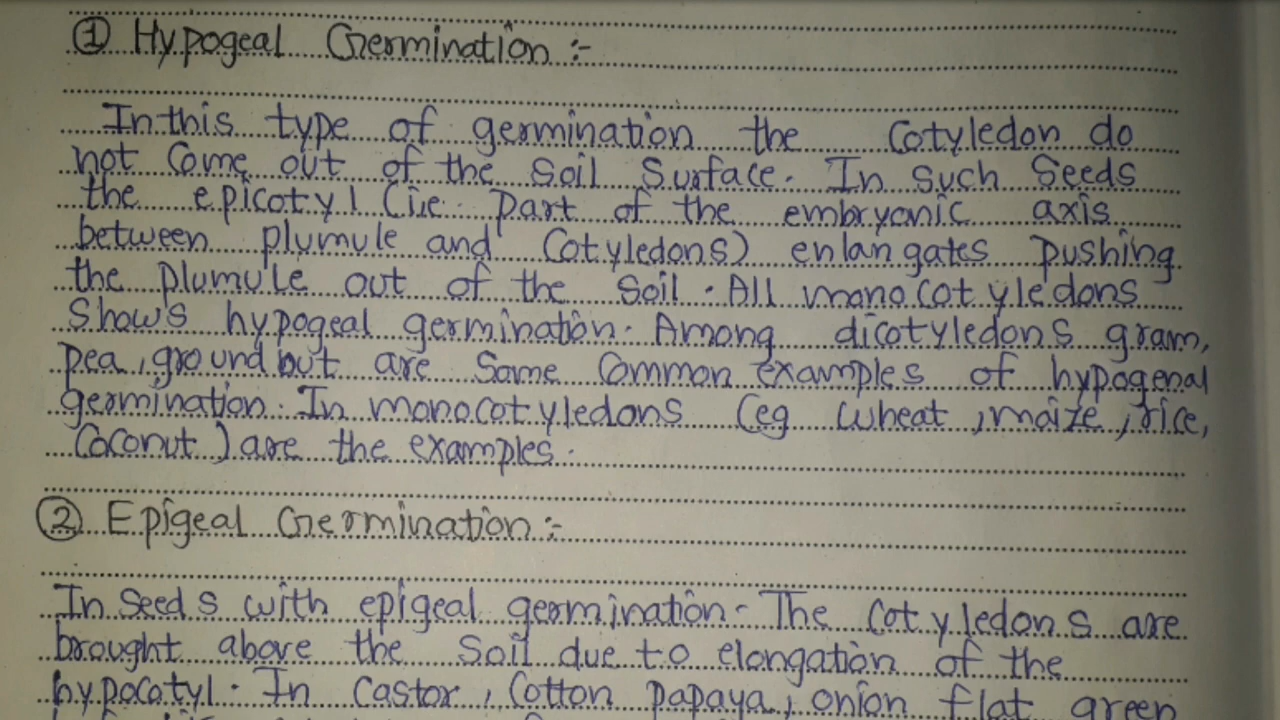 ① Hypogeal Germination :-
In this type of germination the Cotyledon do
not Come out of the Soil Surface. In Such Seeds
the epicotyl (i.e. Part of the embryonic axis
between plumule and Cotyledons) enlangates pushing
the plumule out of the Soil. All monocotyledons
Shows hypogeal germination. Among dicotyledons gram,
pea, ground but are Some Common examples of hypogenal
germination. In monocotyledons (eg wheat, maize, rice,
Coconut) are the examples.
② Epigeal Germination :-
In Seeds with epigeal germination- The Cotyledons are
brought above the Soil due to elongation of the
hypocotyl. In Castor, Cotton papaya, onion flat green